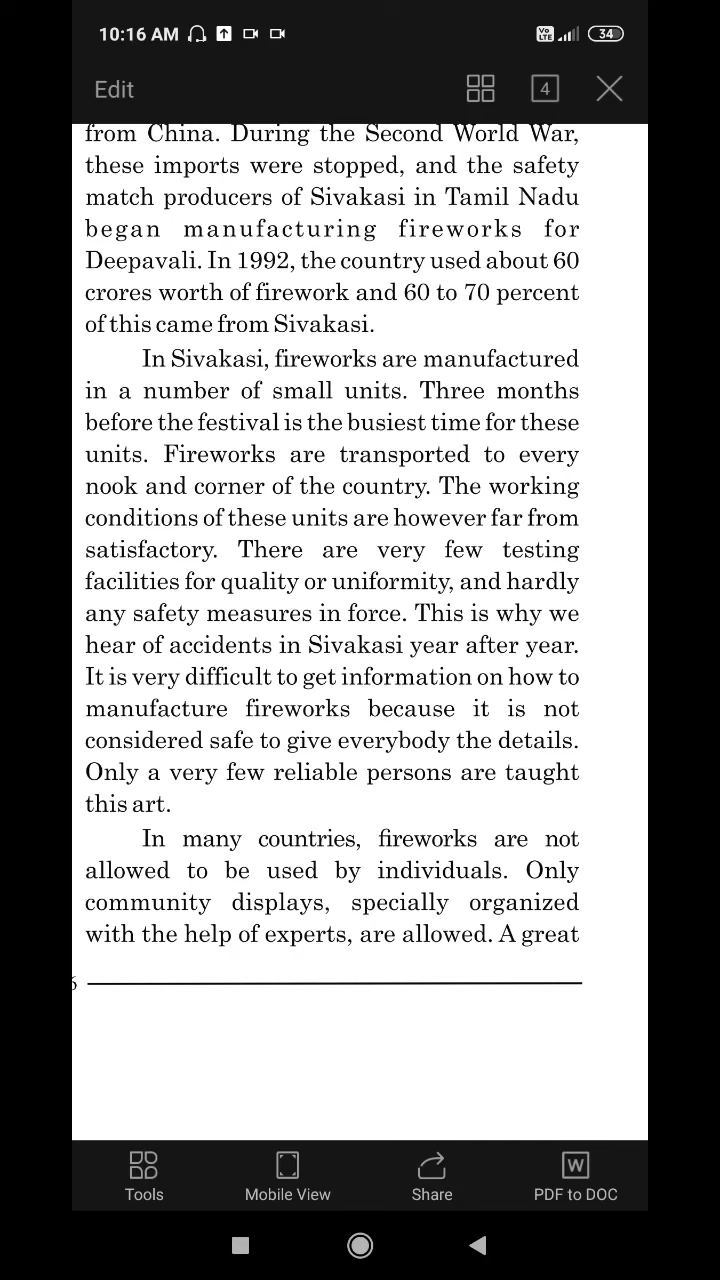 10:16 AM
Vo LTE
34
Edit
4
from China. During the Second World War,
these imports were stopped, and the safety
match producers of Sivakasi in Tamil Nadu
began manufacturing fireworks for
Deepavali. In 1992, the country used about 60
crores worth of firework and 60 to 70 percent
of this came from Sivakasi.
In Sivakasi, fireworks are manufactured
in a number of small units. Three months
before the festival is the busiest time for these
units. Fireworks are transported to every
nook and corner of the country. The working
conditions of these units are however far from
satisfactory. There are very few testing
facilities for quality or uniformity, and hardly
any safety measures in force. This is why we
hear of accidents in Sivakasi year after year.
It is very difficult to get information on how to
manufacture fireworks because it is not
considered safe to give everybody the details.
Only a very few reliable persons are taught
this art.
In many countries, fireworks are not
allowed to be used by individuals. Only
community displays, specially organized
with the help of experts, are allowed. A great
6
Tools
Mobile View
Share
W
PDF to DOC